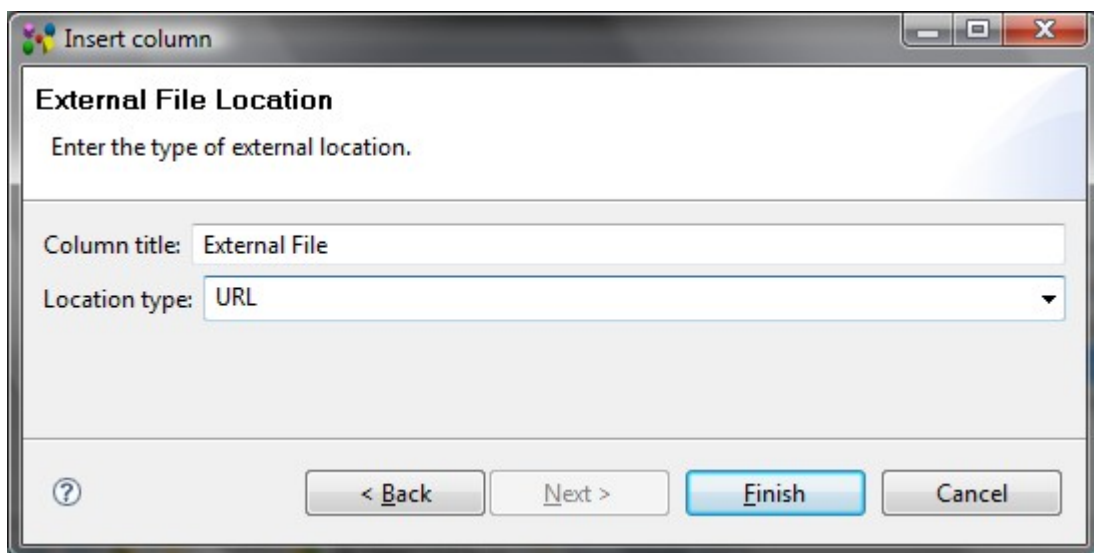 Insert column
External File Location
Enter the type of external location.
Column title: External File
Location type: URL
? < Back Next > Finish Cancel